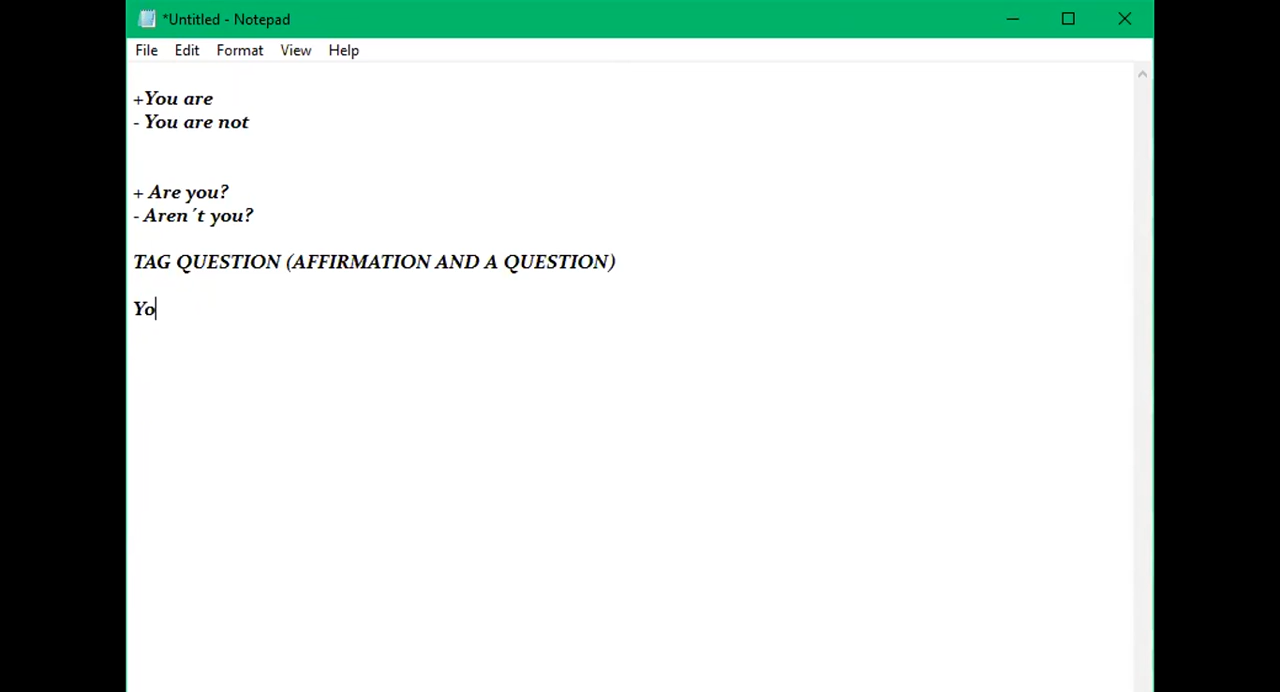 *Untitled - Notepad
File Edit Format View Help
+You are
- You are not
+ Are you?
- Aren´t you?
TAG QUESTION (AFFIRMATION AND A QUESTION)
Yo